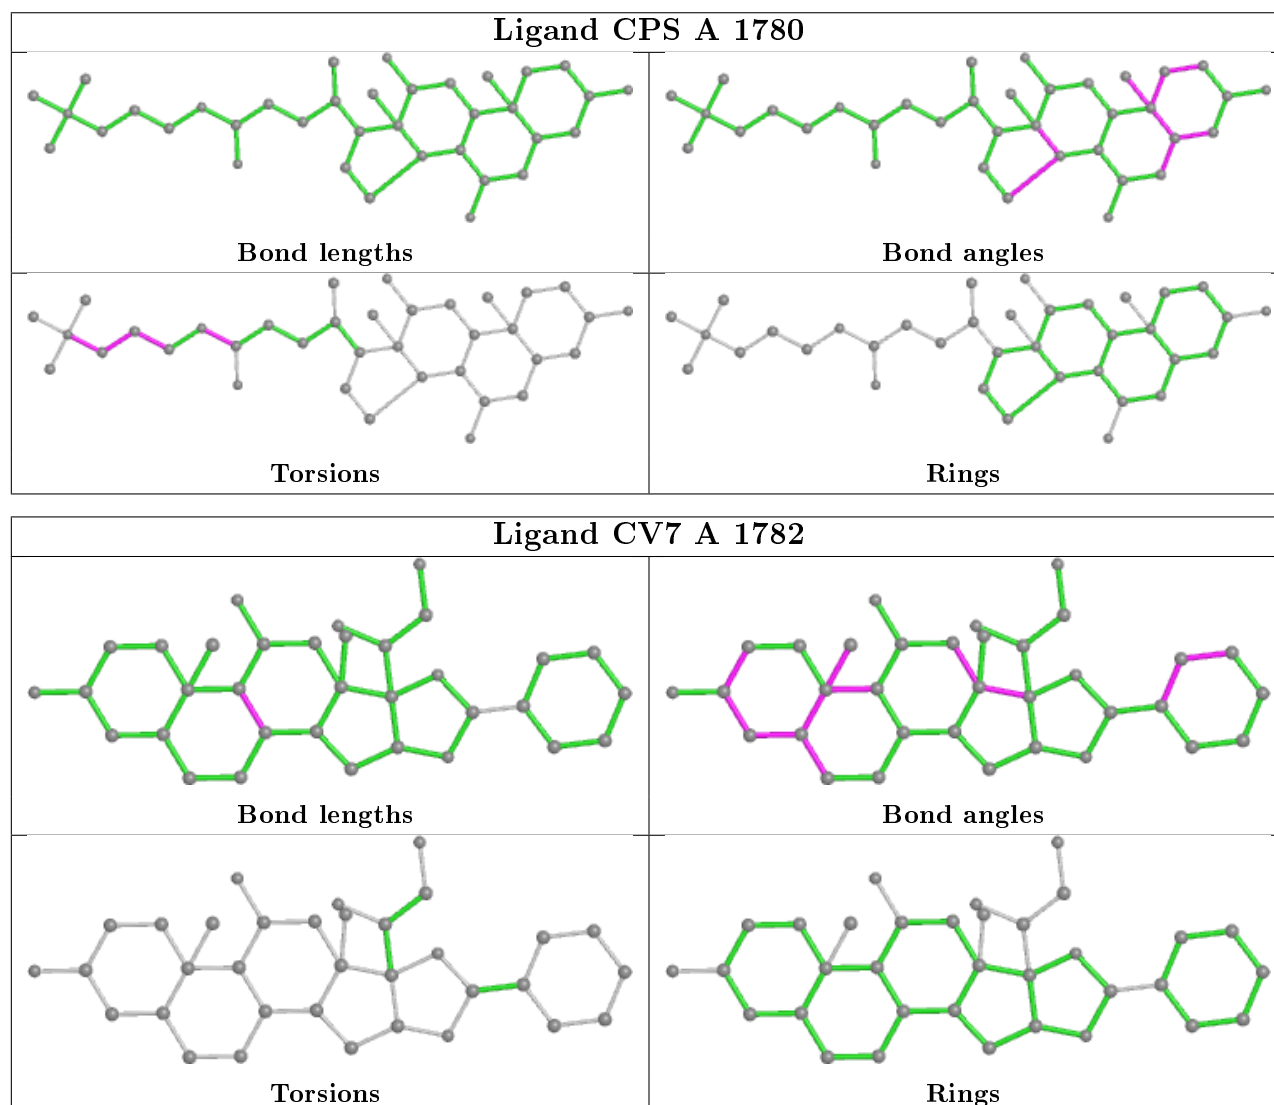 Ligand CPS A 1780
Bond lengths
Bond angles
Torsions
Rings
Ligand CV7 A 1782
Bond lengths
Bond angles
Torsions
Rings